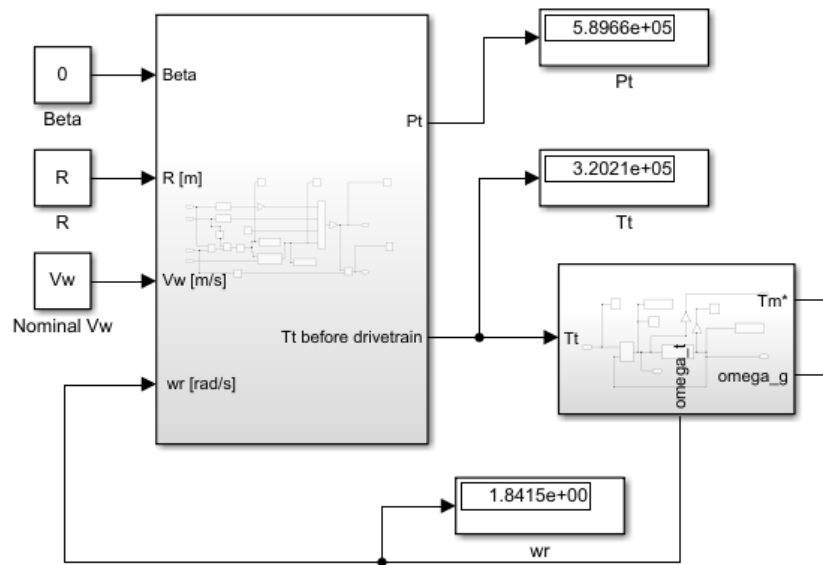 5.8966e+05
Pt
0
Beta
Beta
Pt
R
R
R [m]
3.2021e+05
Tt
Vw
Nominal Vw
Vw [m/s]
Tt before drivetrain
Tt
Tm*
omega_t
omega_g
wr [rad/s]
1.8415e+00
wr